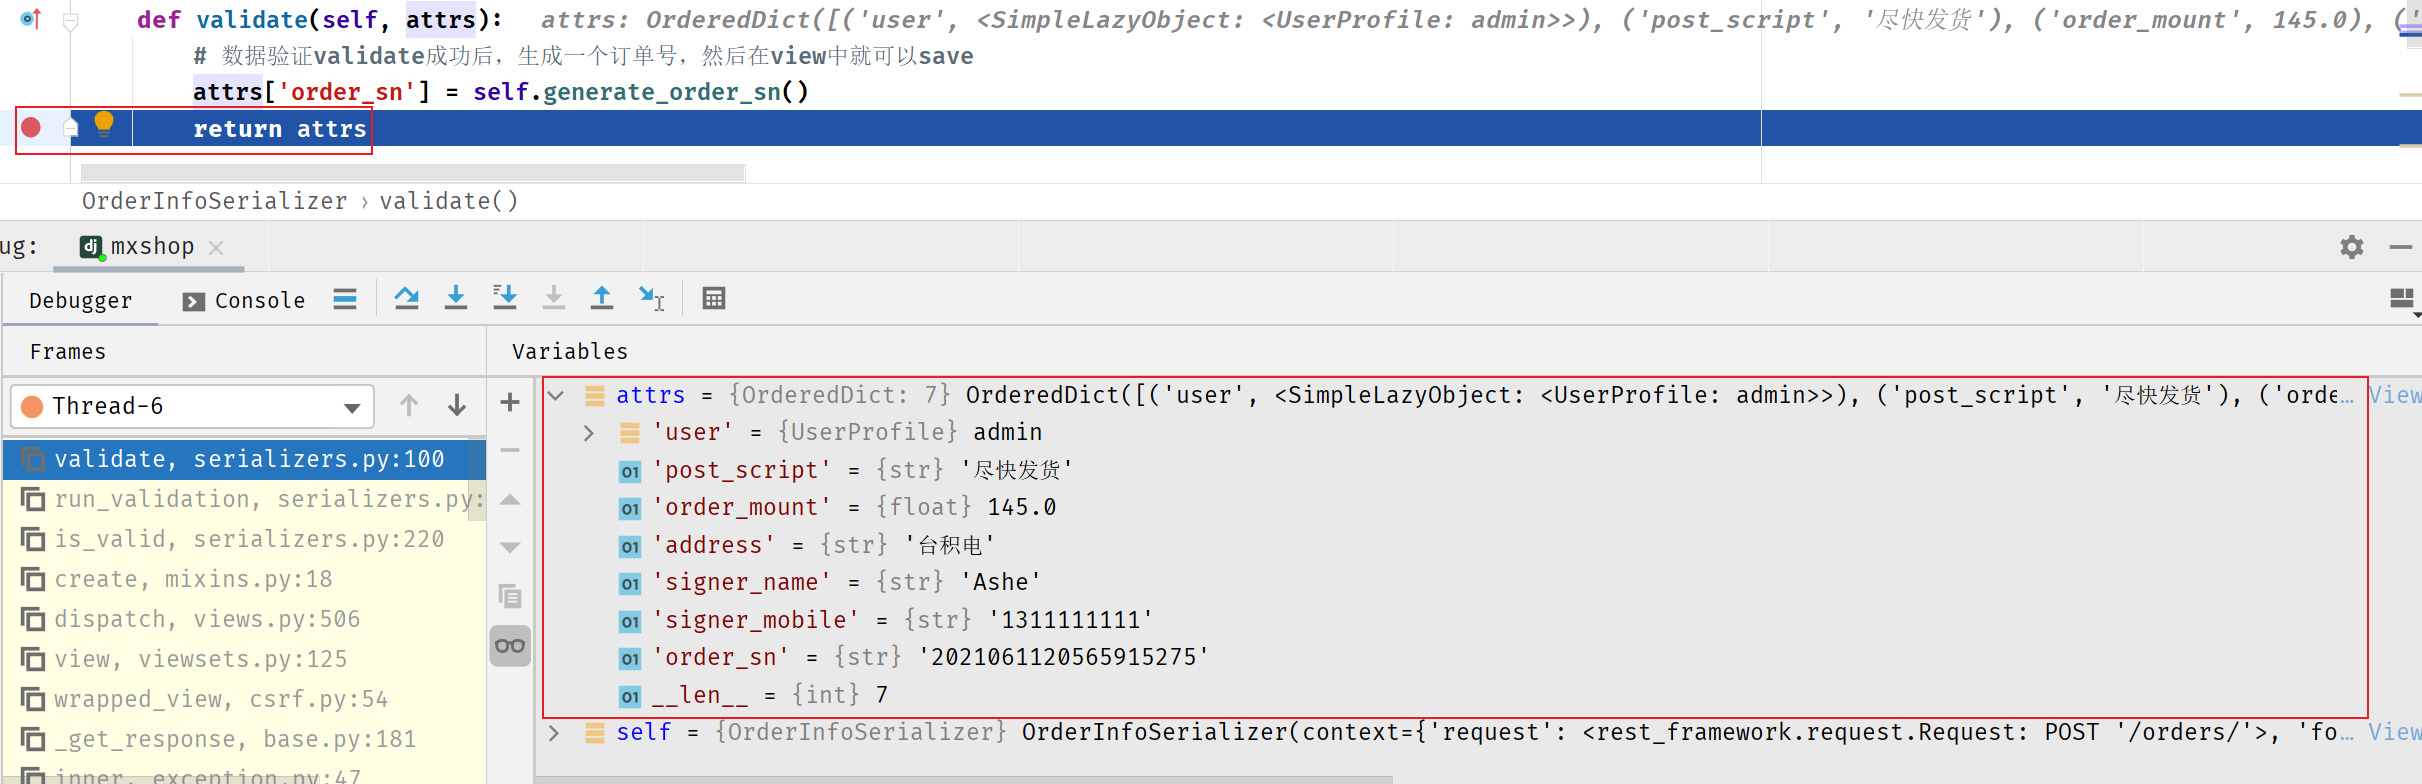 def validate(self, attrs):   attrs: OrderedDict([('user', <SimpleLazyObject: <UserProfile: admin>>), ('post_script', '尽快发货'), ('order_mount', 145.0), ('
# 数据验证validate成功后，生成一个订单号，然后在view中就可以save
attrs['order_sn'] = self.generate_order_sn()
return attrs
OrderInfoSerializer › validate()
ug: mxshop
Debugger Console
Frames Variables
Thread-6
validate, serializers.py:100
run_validation, serializers.py:
is_valid, serializers.py:220
create, mixins.py:18
dispatch, views.py:506
view, viewsets.py:125
wrapped_view, csrf.py:54
_get_response, base.py:181
inner, exception.py:47
attrs = {OrderedDict: 7} OrderedDict([('user', <SimpleLazyObject: <UserProfile: admin>>), ('post_script', '尽快发货'), ('orde... View
'user' = {UserProfile} admin
'post_script' = {str} '尽快发货'
'order_mount' = {float} 145.0
'address' = {str} '台积电'
'signer_name' = {str} 'Ashe'
'signer_mobile' = {str} '1311111111'
'order_sn' = {str} '2021061120565915275'
__len__ = {int} 7
self = {OrderInfoSerializer} OrderInfoSerializer(context={'request': <rest_framework.request.Request: POST '/orders/'>, 'fo... View